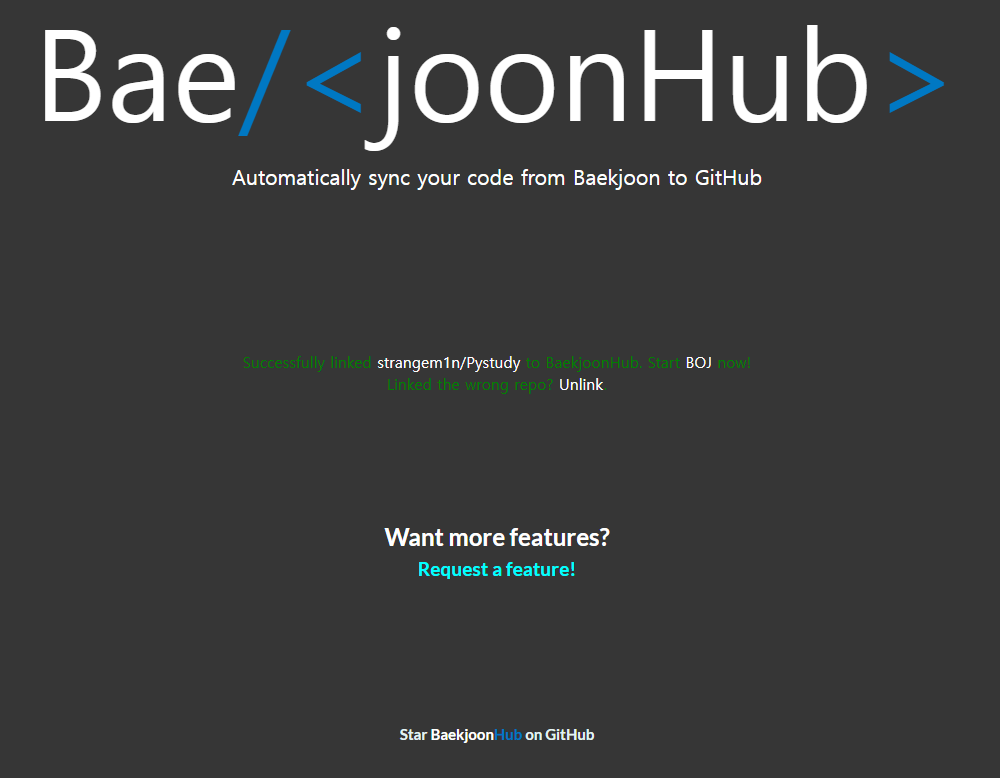 Bae/<joonHub>
Automatically sync your code from Baekjoon to GitHub
Successfully linked strangem1n/Pystudy to BaekjoonHub. Start BOJ now!
Linked the wrong repo? Unlink
Want more features?
Request a feature!
Star BaekjoonHub on GitHub